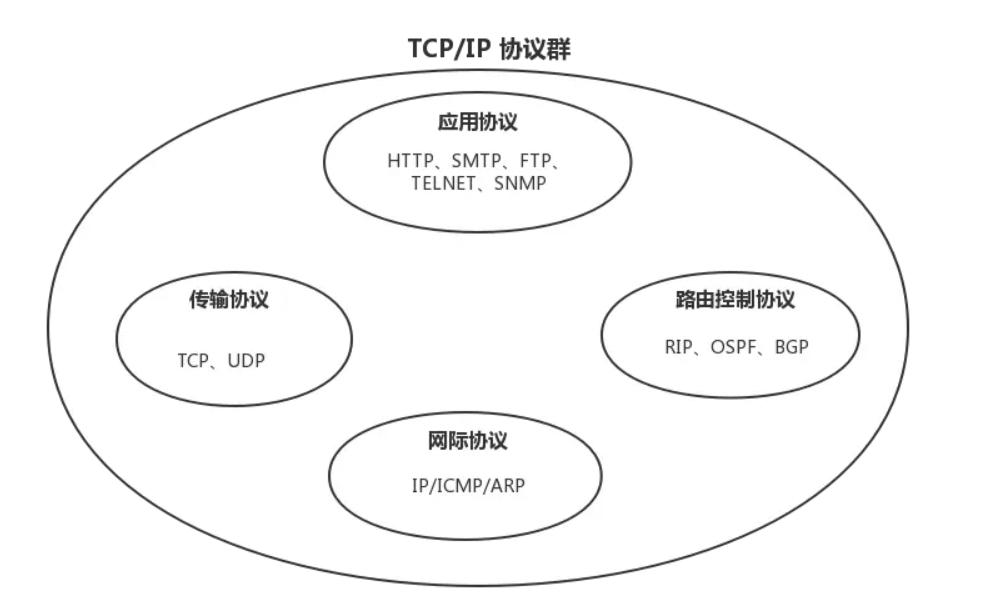 TCP/IP 协议群
应用协议
HTTP、SMTP、FTP、
TELNET、SNMP
传输协议
TCP、UDP
路由控制协议
RIP、OSPF、BGP
网际协议
IP/ICMP/ARP